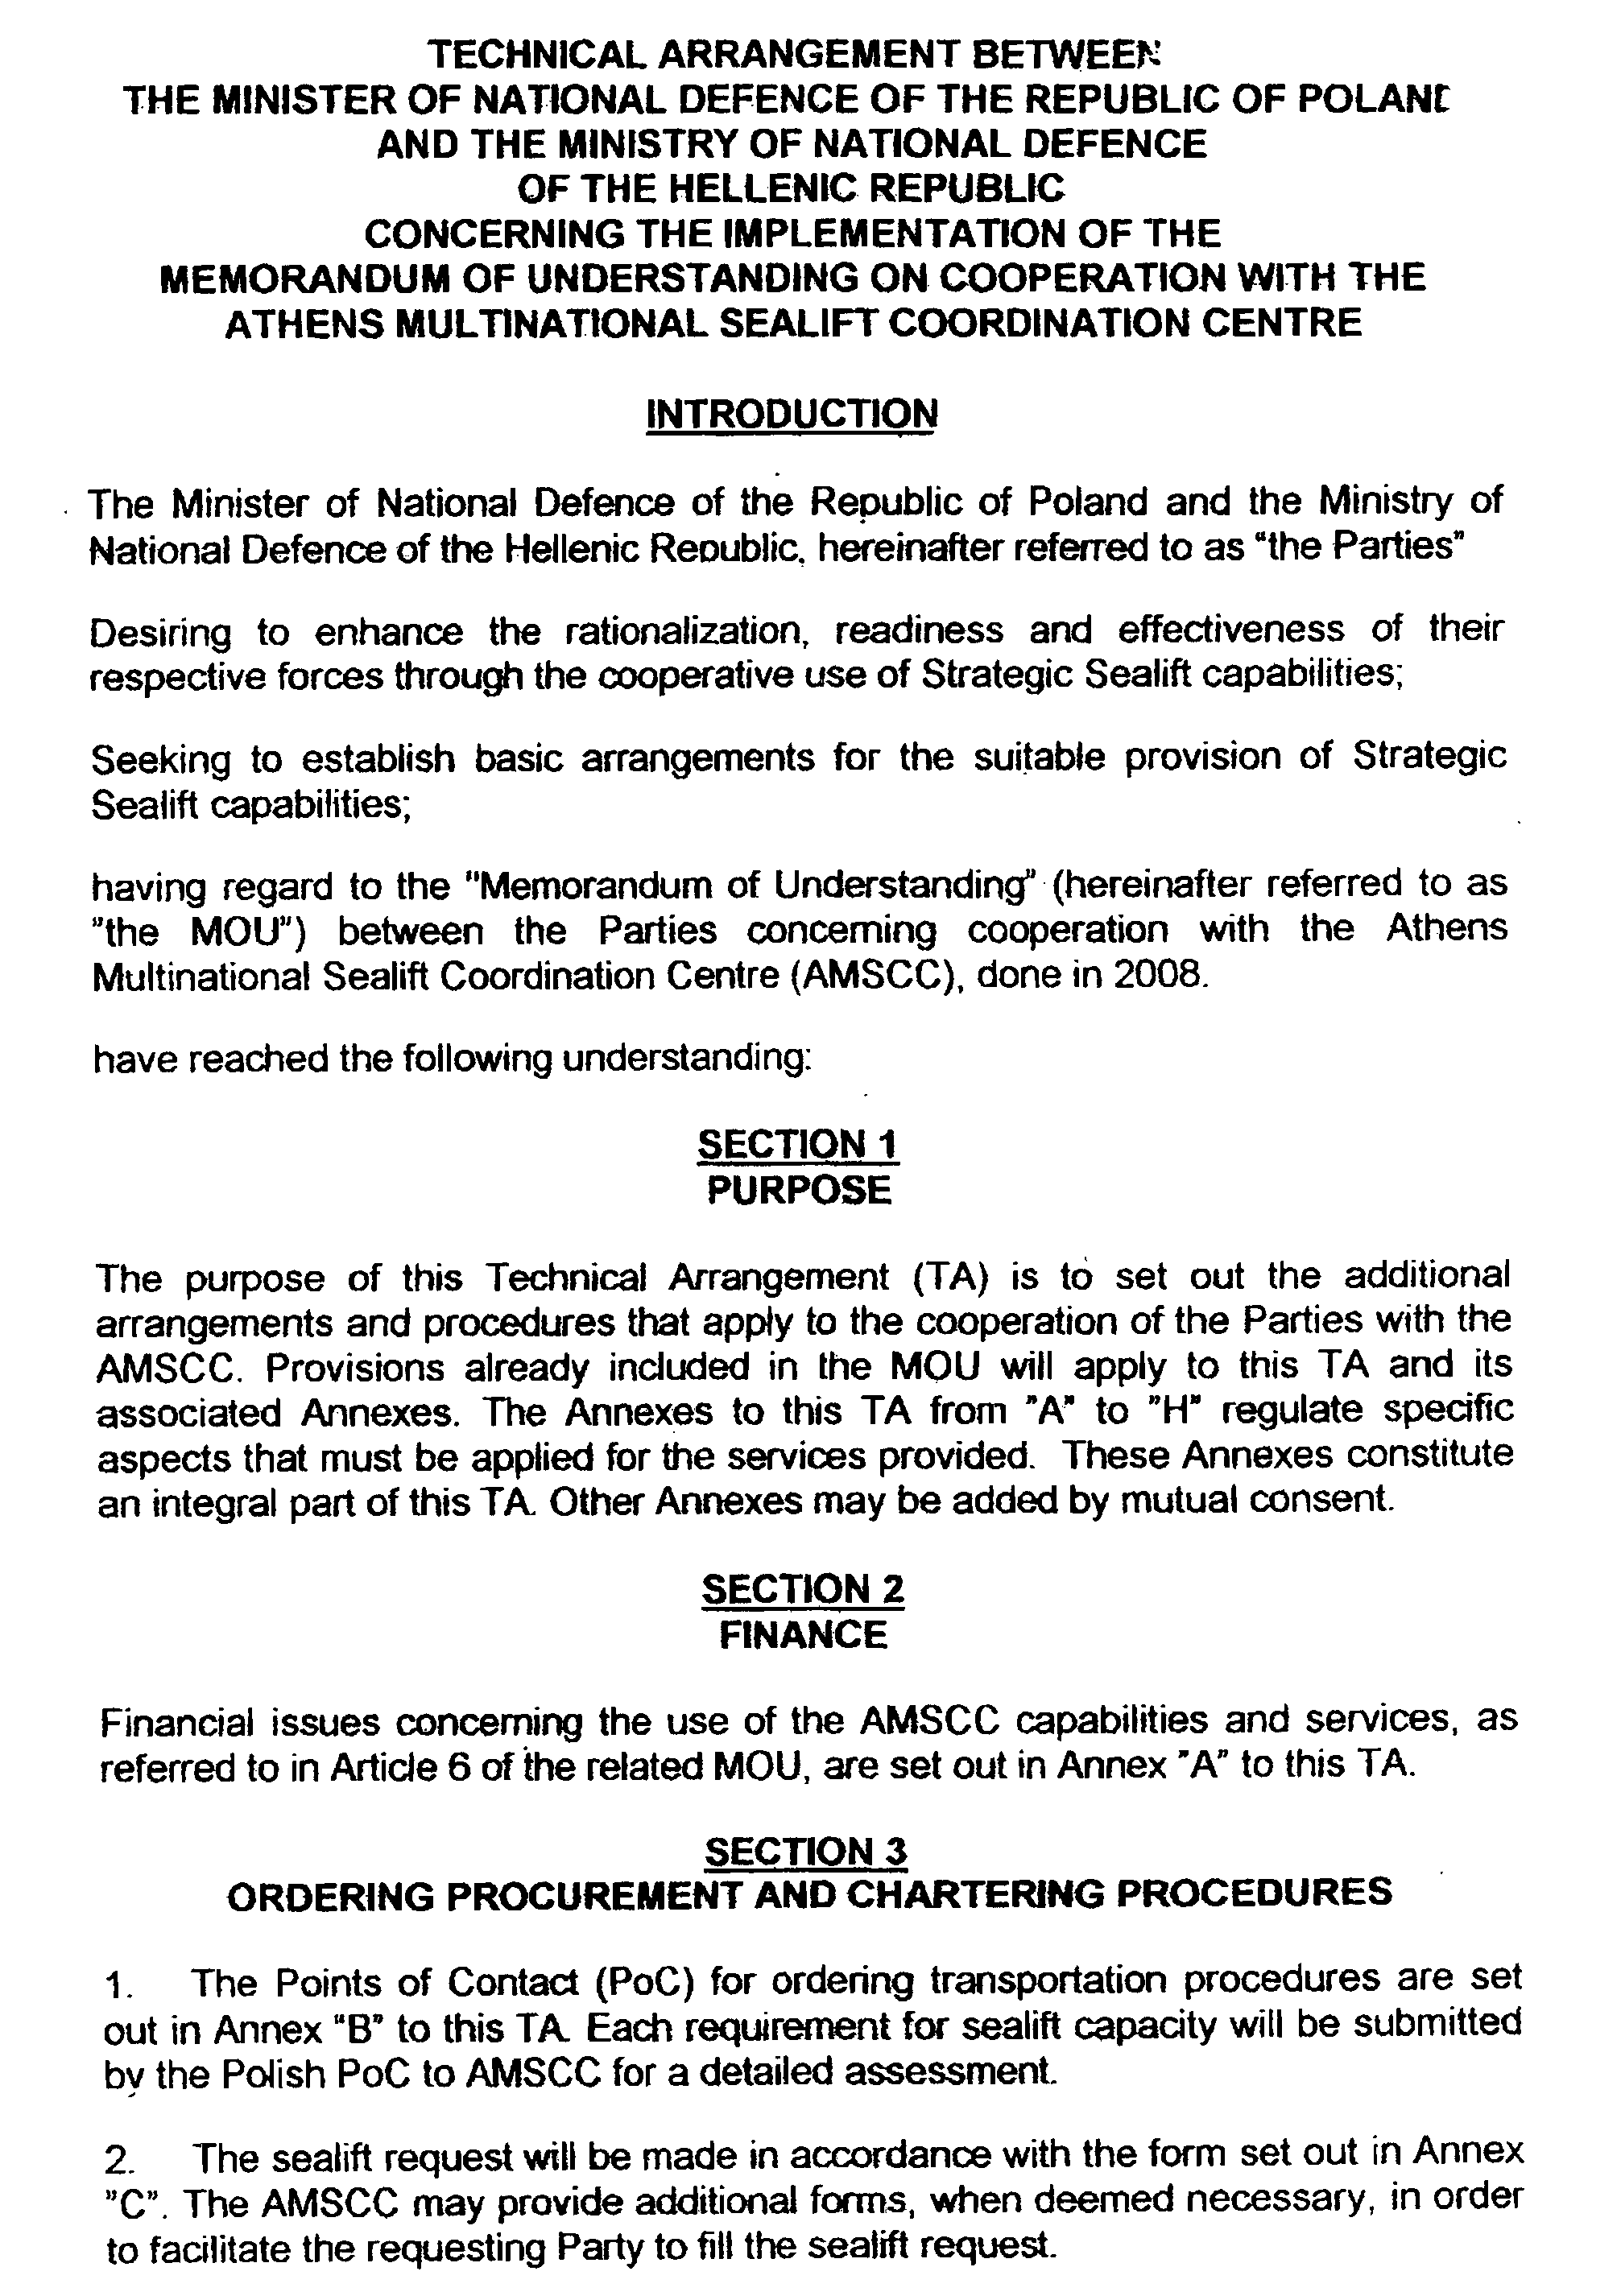 TECHNICAL ARRANGEMENT BETWEEN
THE MINISTER OF NATIONAL DEFENCE OF THE REPUBLIC OF POLAND
AND THE MINISTRY OF NATIONAL DEFENCE
OF THE HELLENIC REPUBLIC
CONCERNING THE IMPLEMENTATION OF THE
MEMORANDUM OF UNDERSTANDING ON COOPERATION WITH THE
ATHENS MULTINATIONAL SEALIFT COORDINATION CENTRE
INTRODUCTION
The Minister of National Defence of the Republic of Poland and the Ministry of
National Defence of the Hellenic Republic, hereinafter referred to as “the Parties”
Desiring to enhance the rationalization, readiness and effectiveness of their
respective forces through the cooperative use of Strategic Sealift capabilities;
Seeking to establish basic arrangements for the suitable provision of Strategic
Sealift capabilities;
having regard to the "Memorandum of Understanding" (hereinafter referred to as
"the MOU") between the Parties concerning cooperation with the Athens
Multinational Sealift Coordination Centre (AMSCC), done in 2008.
have reached the following understanding:
SECTION 1
PURPOSE
The purpose of this Technical Arrangement (TA) is to set out the additional
arrangements and procedures that apply to the cooperation of the Parties with the
AMSCC. Provisions already included in the MOU will apply to this TA and its
associated Annexes. The Annexes to this TA from "A" to "H" regulate specific
aspects that must be applied for the services provided. These Annexes constitute
an integral part of this TA. Other Annexes may be added by mutual consent.
SECTION 2
FINANCE
Financial issues concerning the use of the AMSCC capabilities and services, as
referred to in Article 6 of the related MOU, are set out in Annex "A" to this TA.
SECTION 3
ORDERING PROCUREMENT AND CHARTERING PROCEDURES
1. The Points of Contact (PoC) for ordering transportation procedures are set
out in Annex “B” to this TA. Each requirement for sealift capacity will be submitted
by the Polish PoC to AMSCC for a detailed assessment.
2. The sealift request will be made in accordance with the form set out in Annex
"C". The AMSCC may provide additional forms, when deemed necessary, in order
to facilitate the requesting Party to fill the sealift request.